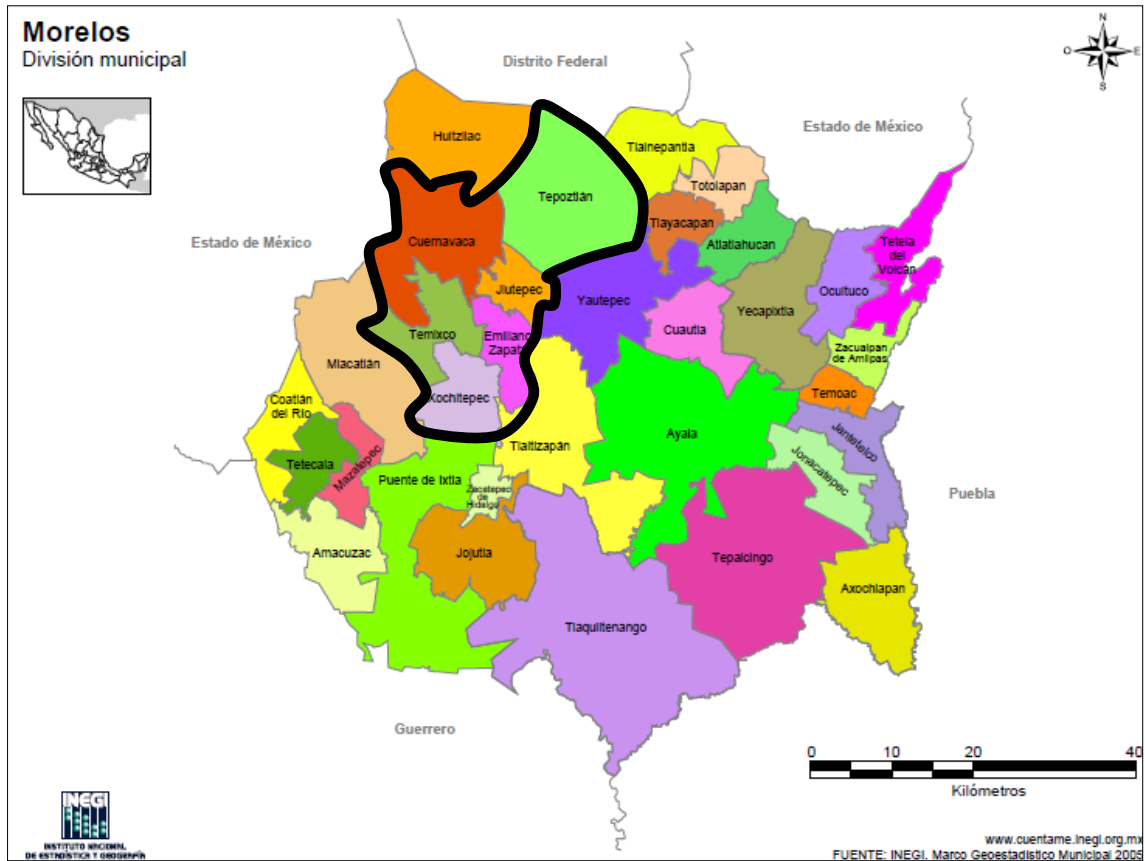 Morelos
División municipal
N
O
E
S
Distrito Federal
Estado de México
Huitzilac
Tlalnepantla
Totolapan
Tepoztlán
Tlayacapan
Atlatlahucan
Estado de México
Cuernavaca
Tetela
del
Volcán
Ocuituco
Jiutepec
Yautepec
Yecapixtla
Cuautla
Temixco
Emiliano
Zapata
Zacualpan
de Amilpas
Miacatlán
Temoac
Coatlán
del Río
Xochitepec
Jantetelco
Ayala
Tlaltizapán
Jonacatepec
Tetecala
Mazatepec
Puente de Ixtla
Zacatepec
de
Hidalgo
Puebla
Amacuzac
Jojutla
Tepalcingo
Axochiapan
Tlaquiltenango
Guerrero
0 10 20 40
Kilómetros
INEGI
INSTITUTO NACIONAL
DE ESTADÍSTICA Y GEOGRAFÍA
www.cuentame.inegi.org.mx
FUENTE: INEGI. Marco Geoestadístico Municipal 2005